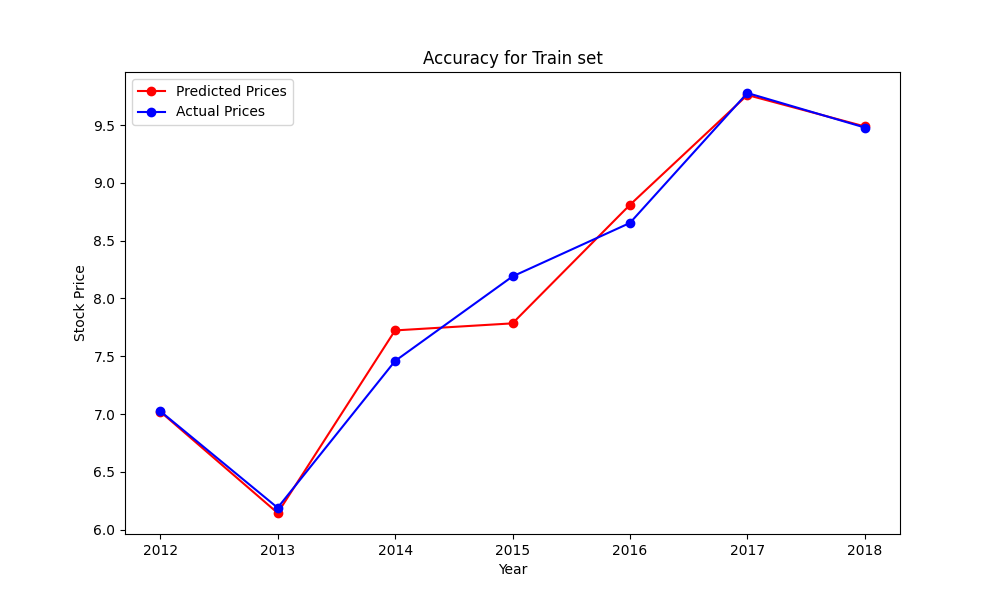 Accuracy for Train set
Predicted Prices
Actual Prices
Stock Price
9.5
9.0
8.5
8.0
7.5
7.0
6.5
6.0
2012 2013 2014 2015 2016 2017 2018
Year